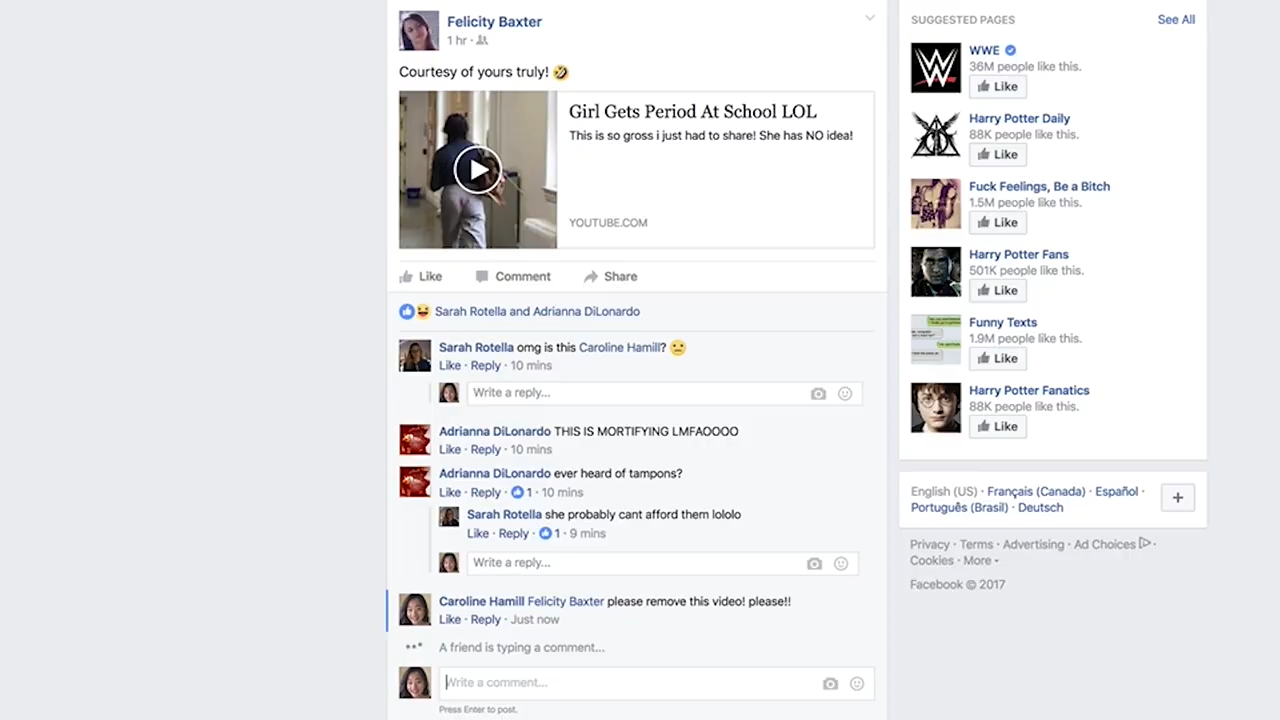 Felicity Baxter
1 hr ·
Courtesy of yours truly! 🤣
Girl Gets Period At School LOL
This is so gross i just had to share! She has NO idea!
YOUTUBE.COM
Like Comment Share
Sarah Rotella and Adrianna DiLonardo
Sarah Rotella omg is this Caroline Hamill? 😕
Like · Reply · 10 mins
Write a reply...
Adrianna DiLonardo THIS IS MORTIFYING LMFAOOOO
Like · Reply · 10 mins
Adrianna DiLonardo ever heard of tampons?
Like · Reply · 1 · 10 mins
Sarah Rotella she probably cant afford them lololo
Like · Reply · 1 · 9 mins
Write a reply...
Caroline Hamill Felicity Baxter please remove this video! please!!
Like · Reply · Just now
A friend is typing a comment...
Write a comment...
Press Enter to post.
SUGGESTED PAGES See All
WWE
36M people like this.
Like
Harry Potter Daily
88K people like this.
Like
Fuck Feelings, Be a Bitch
1.5M people like this.
Like
Harry Potter Fans
501K people like this.
Like
Funny Texts
1.9M people like this.
Like
Harry Potter Fanatics
88K people like this.
Like
English (US) · Français (Canada) · Español ·
Português (Brasil) · Deutsch
+
Privacy · Terms · Advertising · Ad Choices ·
Cookies · More
Facebook © 2017